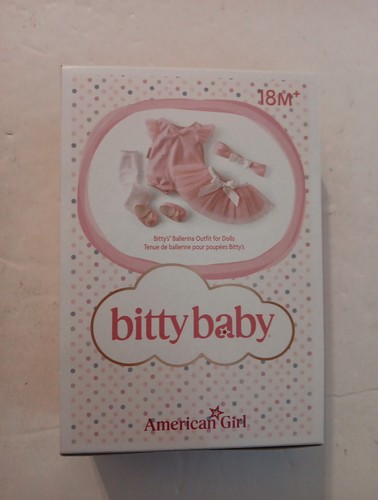 18M+
Bitty's® Ballerina Outfit for Dolls
Tenue de ballerine pour poupées Bitty's
bitty baby
American Girl